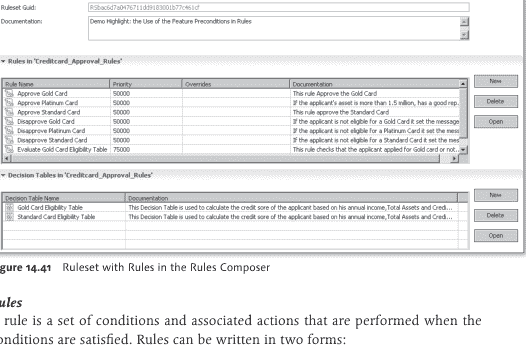 Ruleset Guid: RSbac6d7a0476711dd9183001b77c461cf
Documentation: Demo Highlight: the Use of the Feature Preconditions in Rules
Rules in 'Creditcard_Approval_Rules'
Rule Name Priority Overrides Documentation
New
Approve Gold Card 50000 This rule Approve the Gold Card
Approve Platinum Card 50000 If the applicant's asset is more than 1.5 million, has a good rep.
Delete
Approve Standard Card 50000 This rule approve the Standard Card
Disapprove Gold Card 50000 If the applicant is not eligible for a Gold Card it set the message
Open
Disapprove Platinum Card 50000 If the applicant is not eligible for a Platinum Card it set the mes
Disapprove Standard Card 50000 If the applicant is not eligible for a Standard Card it set the mes
Evaluate Gold Card Eligibility Table 75000 This rule checks that the applicant applied for Gold card or not..
Decision Tables in 'Creditcard_Approval_Rules'
Decision Table Name Documentation
New
Gold Card Eligibility Table This Decision Table is used to calculate the credit sore of the applicant based on his annual income,Total Assets and Credi...
Standard Card Eligibility Table This Decision Table is used to calculate the credit sore of the applicant based on his annual income,Total Assets and Credi...
Delete
Open
gure 14.41 Ruleset with Rules in the Rules Composer
ules
rule is a set of conditions and associated actions that are performed when the
onditions are satisfied. Rules can be written in two forms: